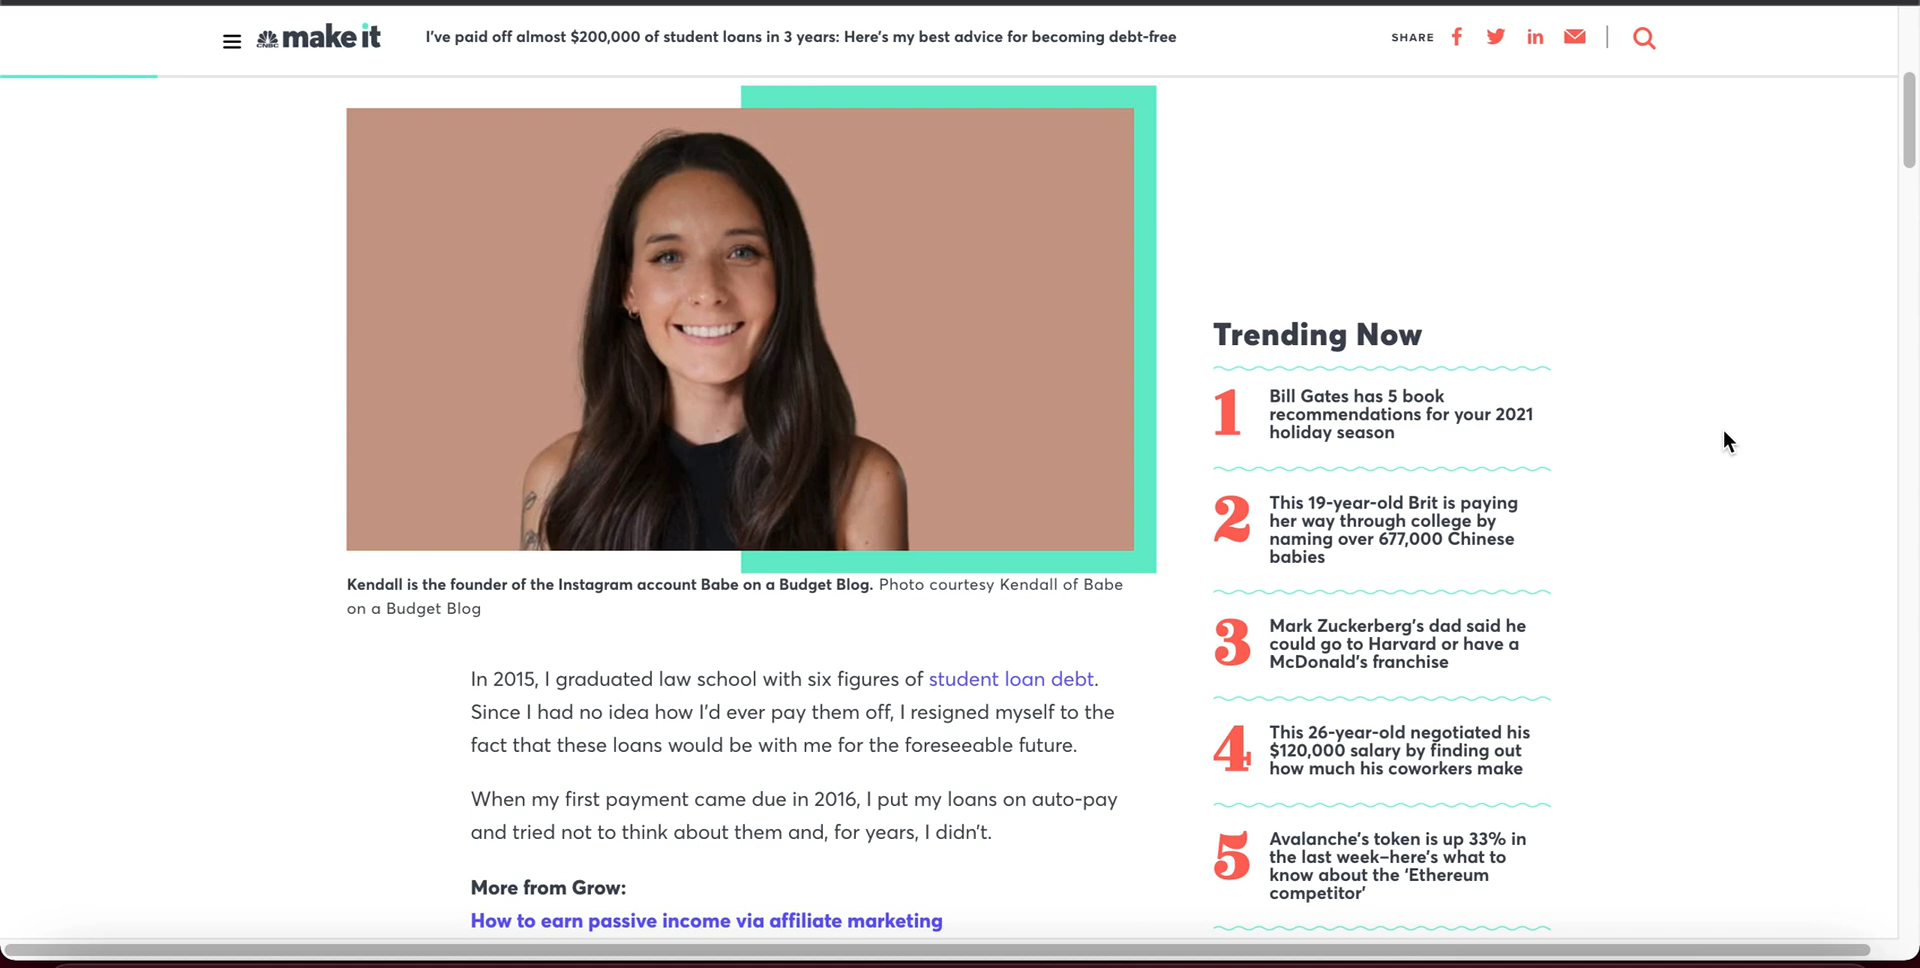 CNBC make it
I've paid off almost $200,000 of student loans in 3 years: Here's my best advice for becoming debt-free
SHARE
Kendall is the founder of the Instagram account Babe on a Budget Blog. Photo courtesy Kendall of Babe
on a Budget Blog
In 2015, I graduated law school with six figures of student loan debt.
Since I had no idea how I'd ever pay them off, I resigned myself to the
fact that these loans would be with me for the foreseeable future.
When my first payment came due in 2016, I put my loans on auto-pay
and tried not to think about them and, for years, I didn't.
More from Grow:
How to earn passive income via affiliate marketing
Trending Now
1
Bill Gates has 5 book
recommendations for your 2021
holiday season
2
This 19-year-old Brit is paying
her way through college by
naming over 677,000 Chinese
babies
3
Mark Zuckerberg's dad said he
could go to Harvard or have a
McDonald's franchise
4
This 26-year-old negotiated his
$120,000 salary by finding out
how much his coworkers make
5
Avalanche's token is up 33% in
the last week–here's what to
know about the 'Ethereum
competitor'